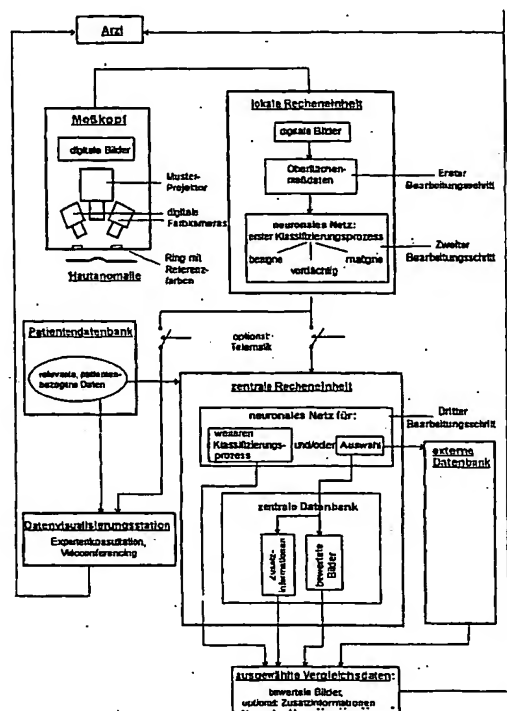 Arzt
Meßkopf
digitale Bilder
Muster-
Projektor
digitale
Farbkameras
Ring mit
Referenz-
farben
Hautanomalie
lokale Recheneinheit
digitale Bilder
Oberflächen-
maßdaten
Erster
Bearbeitungsschritt
neuronales Netz:
erster Klassifizierungsprozess
benigne
maligne
verdächtig
Zweiter
Bearbeitungsschritt
Patientendatenbank
relevante, patienten-
bezogene Daten
optional:
Telematik
zentrale Recheneinheit
neuronales Netz für:
weiteren
Klassifizierungs-
prozess
und/oder
Auswahl
Dritter
Bearbeitungsschritt
externe
Datenbank
zentrale Datenbank
Zusatz-
informationen
bewertete
Bilder
Datenvisualisierungsstation
Expertenkonsultation,
Videoconferencing
ausgewählte Vergleichsdaten:
bewertete Bilder,
optional: Zusatzinformationen